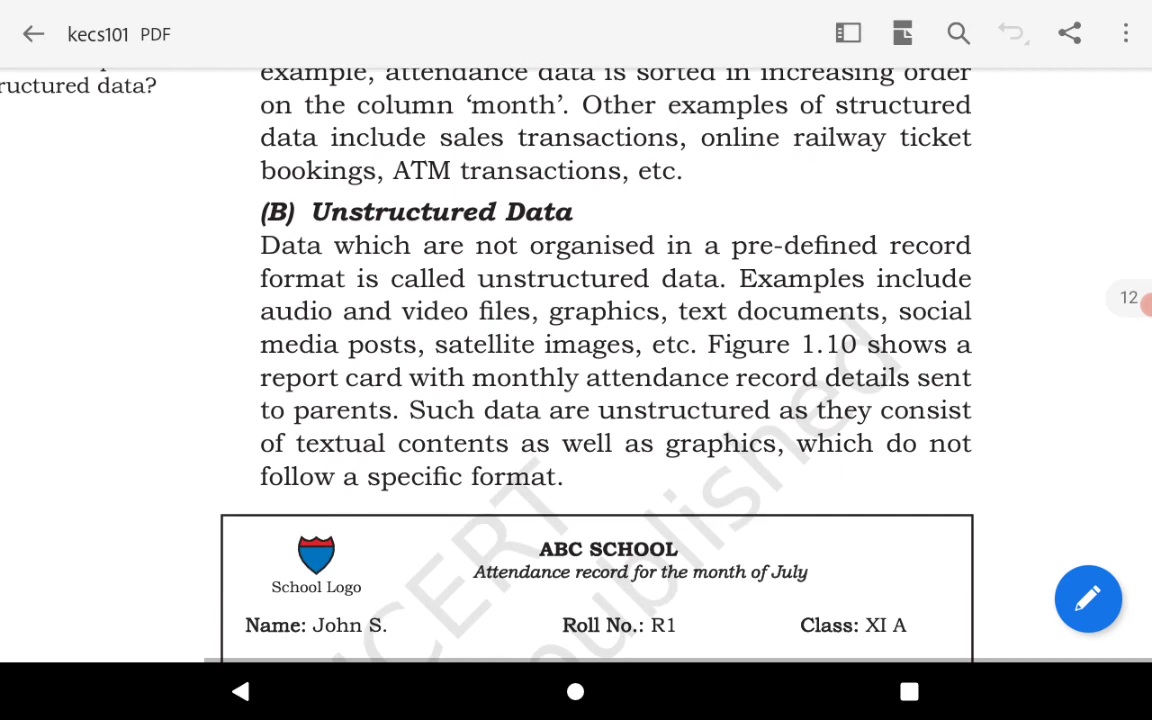 kecs101 PDF
ructured data?
example, attendance data is sorted in increasing order
on the column ‘month’. Other examples of structured
data include sales transactions, online railway ticket
bookings, ATM transactions, etc.
(B) Unstructured Data
Data which are not organised in a pre-defined record
format is called unstructured data. Examples include
audio and video files, graphics, text documents, social
media posts, satellite images, etc. Figure 1.10 shows a
report card with monthly attendance record details sent
to parents. Such data are unstructured as they consist
of textual contents as well as graphics, which do not
follow a specific format.
12
ABC SCHOOL
Attendance record for the month of July
School Logo
Name: John S. Roll No.: R1 Class: XI A
NCERT
published